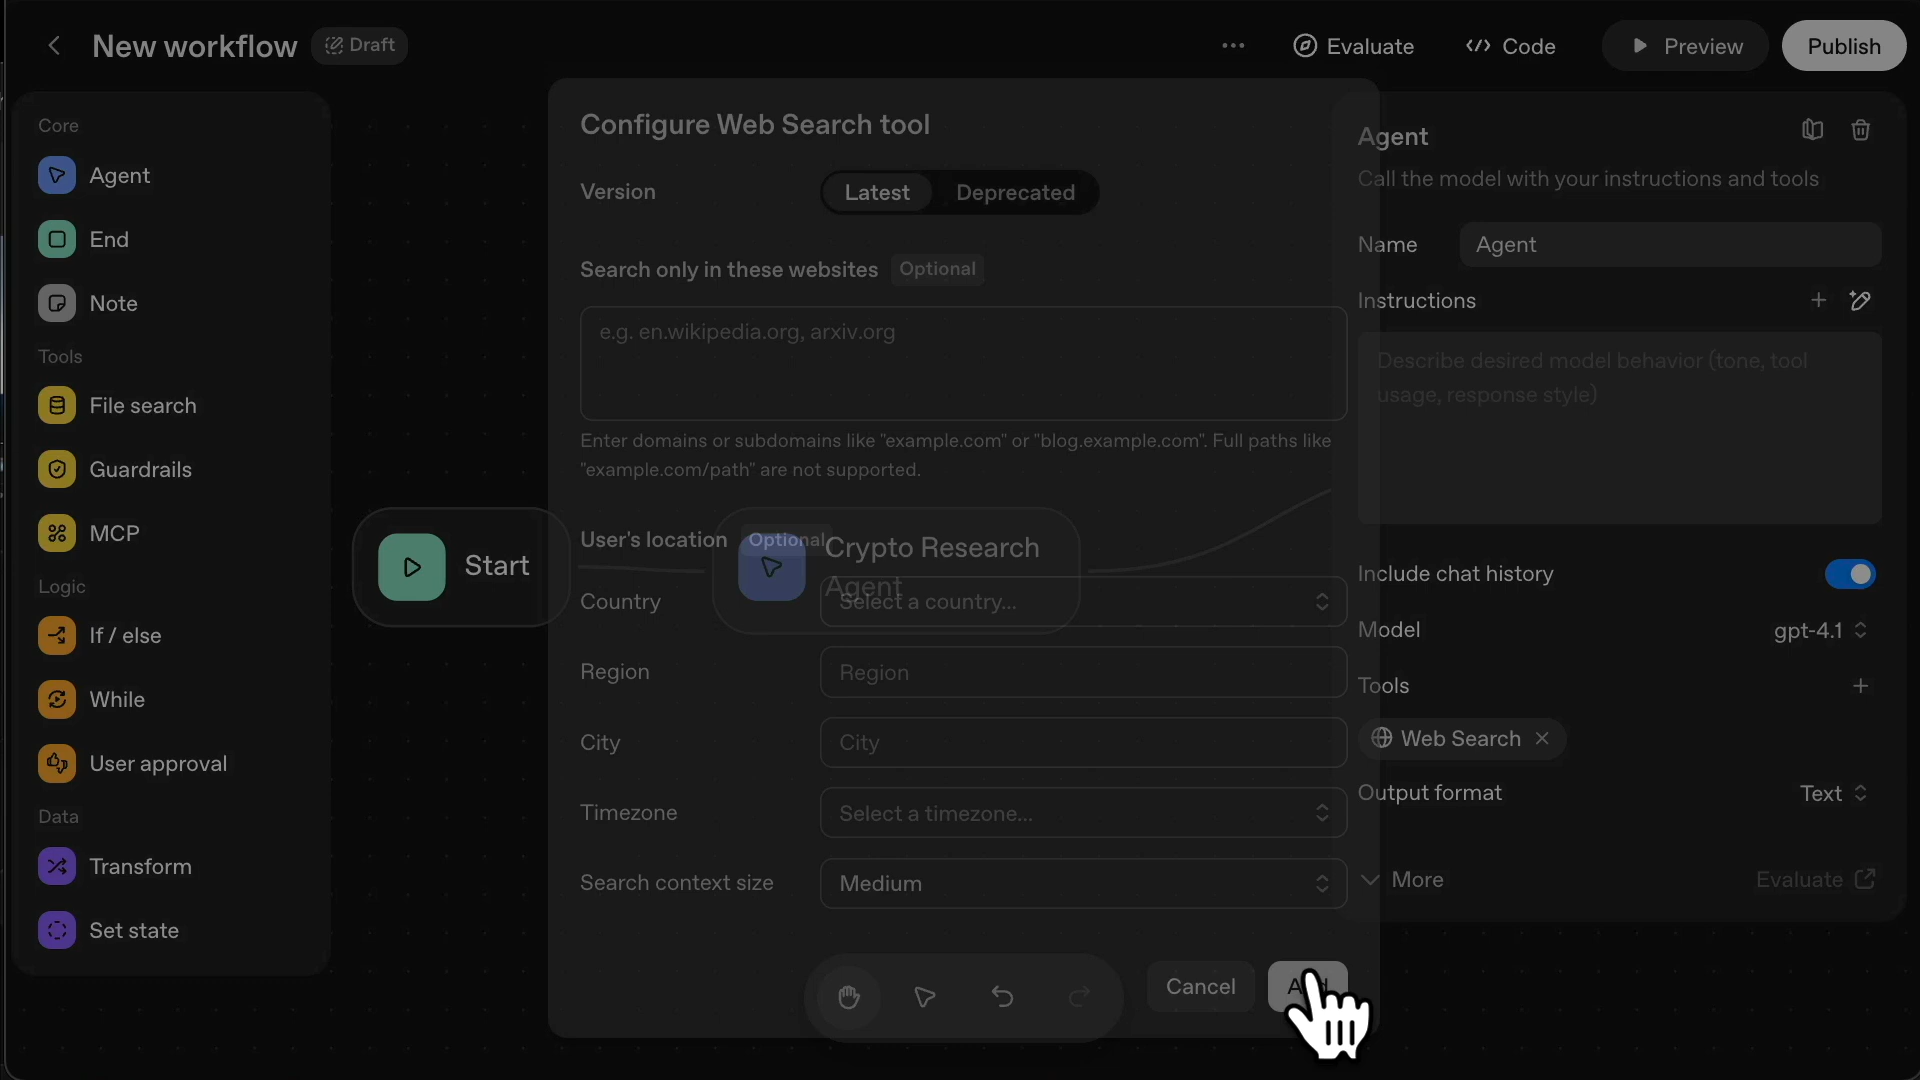 New workflow
Draft
Evaluate
Code
Preview
Publish
Core
Agent
End
Note
Tools
File search
Guardrails
MCP
Logic
If / else
While
User approval
Data
Transform
Set state
Start
Crypto Research
Agent
Configure Web Search tool
Version
Latest
Deprecated
Search only in these websites
Optional
e.g. en.wikipedia.org, arxiv.org
Enter domains or subdomains like "example.com" or "blog.example.com". Full paths like
"example.com/path" are not supported.
User's location
Optional
Country
Select a country...
Region
Region
City
City
Timezone
Select a timezone...
Search context size
Medium
Cancel
Agent
Call the model with your instructions and tools
Name
Agent
Instructions
Describe desired model behavior (tone, tool
usage, response style)
Include chat history
Model
gpt-4.1
Tools
Web Search
Output format
Text
More
Evaluate